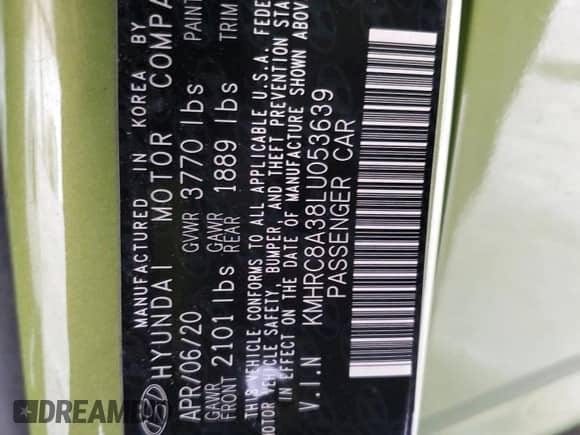 MANUFACTURED IN KOREA BY
HYUNDAI MOTOR COMPA
APR/06/20 GVWR 3770 lbs TRIM
GAWR FRONT 2101 lbs GAWR REAR 1889 lbs
THIS VEHICLE CONFORMS TO ALL APPLICABLE U.S.A. FEDE
MOTOR VEHICLE SAFETY, BUMPER, AND THEFT PREVENTION STA
IN EFFECT ON THE DATE OF MANUFACTURE SHOWN ABOV
V.I.N KMHRC8A38LU053639
PASSENGER CAR